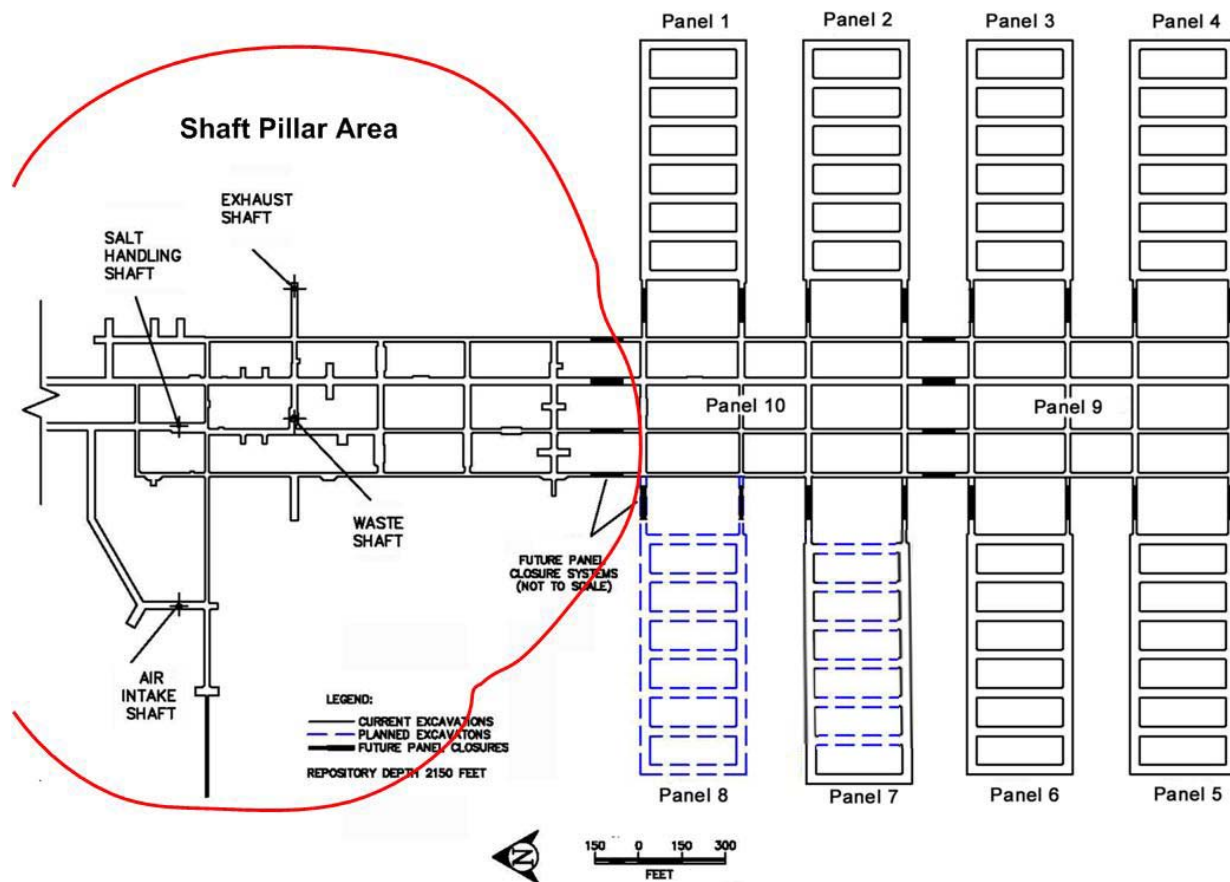 Panel 1
Panel 2
Panel 3
Panel 4
Shaft Pillar Area
EXHAUST
SHAFT
SALT
HANDLING
SHAFT
Panel 10
Panel 9
WASTE
SHAFT
FUTURE PANEL
CLOSURE SYSTEMS
(NOT TO SCALE)
AIR
INTAKE
SHAFT
LEGEND:
CURRENT EXCAVATIONS
PLANNED EXCAVATONS
FUTURE PANEL CLOSURES
REPOSITORY DEPTH 2150 FEET
Panel 8
Panel 7
Panel 6
Panel 5
N
150 0 150 300
FEET